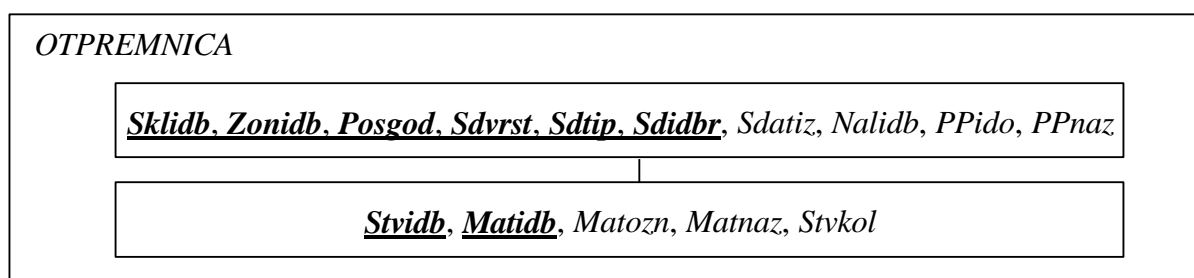 OTPREMNICA
Sklidb, Zonidb, Posgod, Sdvrst, Sdtip, Sdidbr, Sdatiz, Nalidb, PPido, PPnaz
Stvidb, Matidb, Matozn, Matnaz, Stvkol